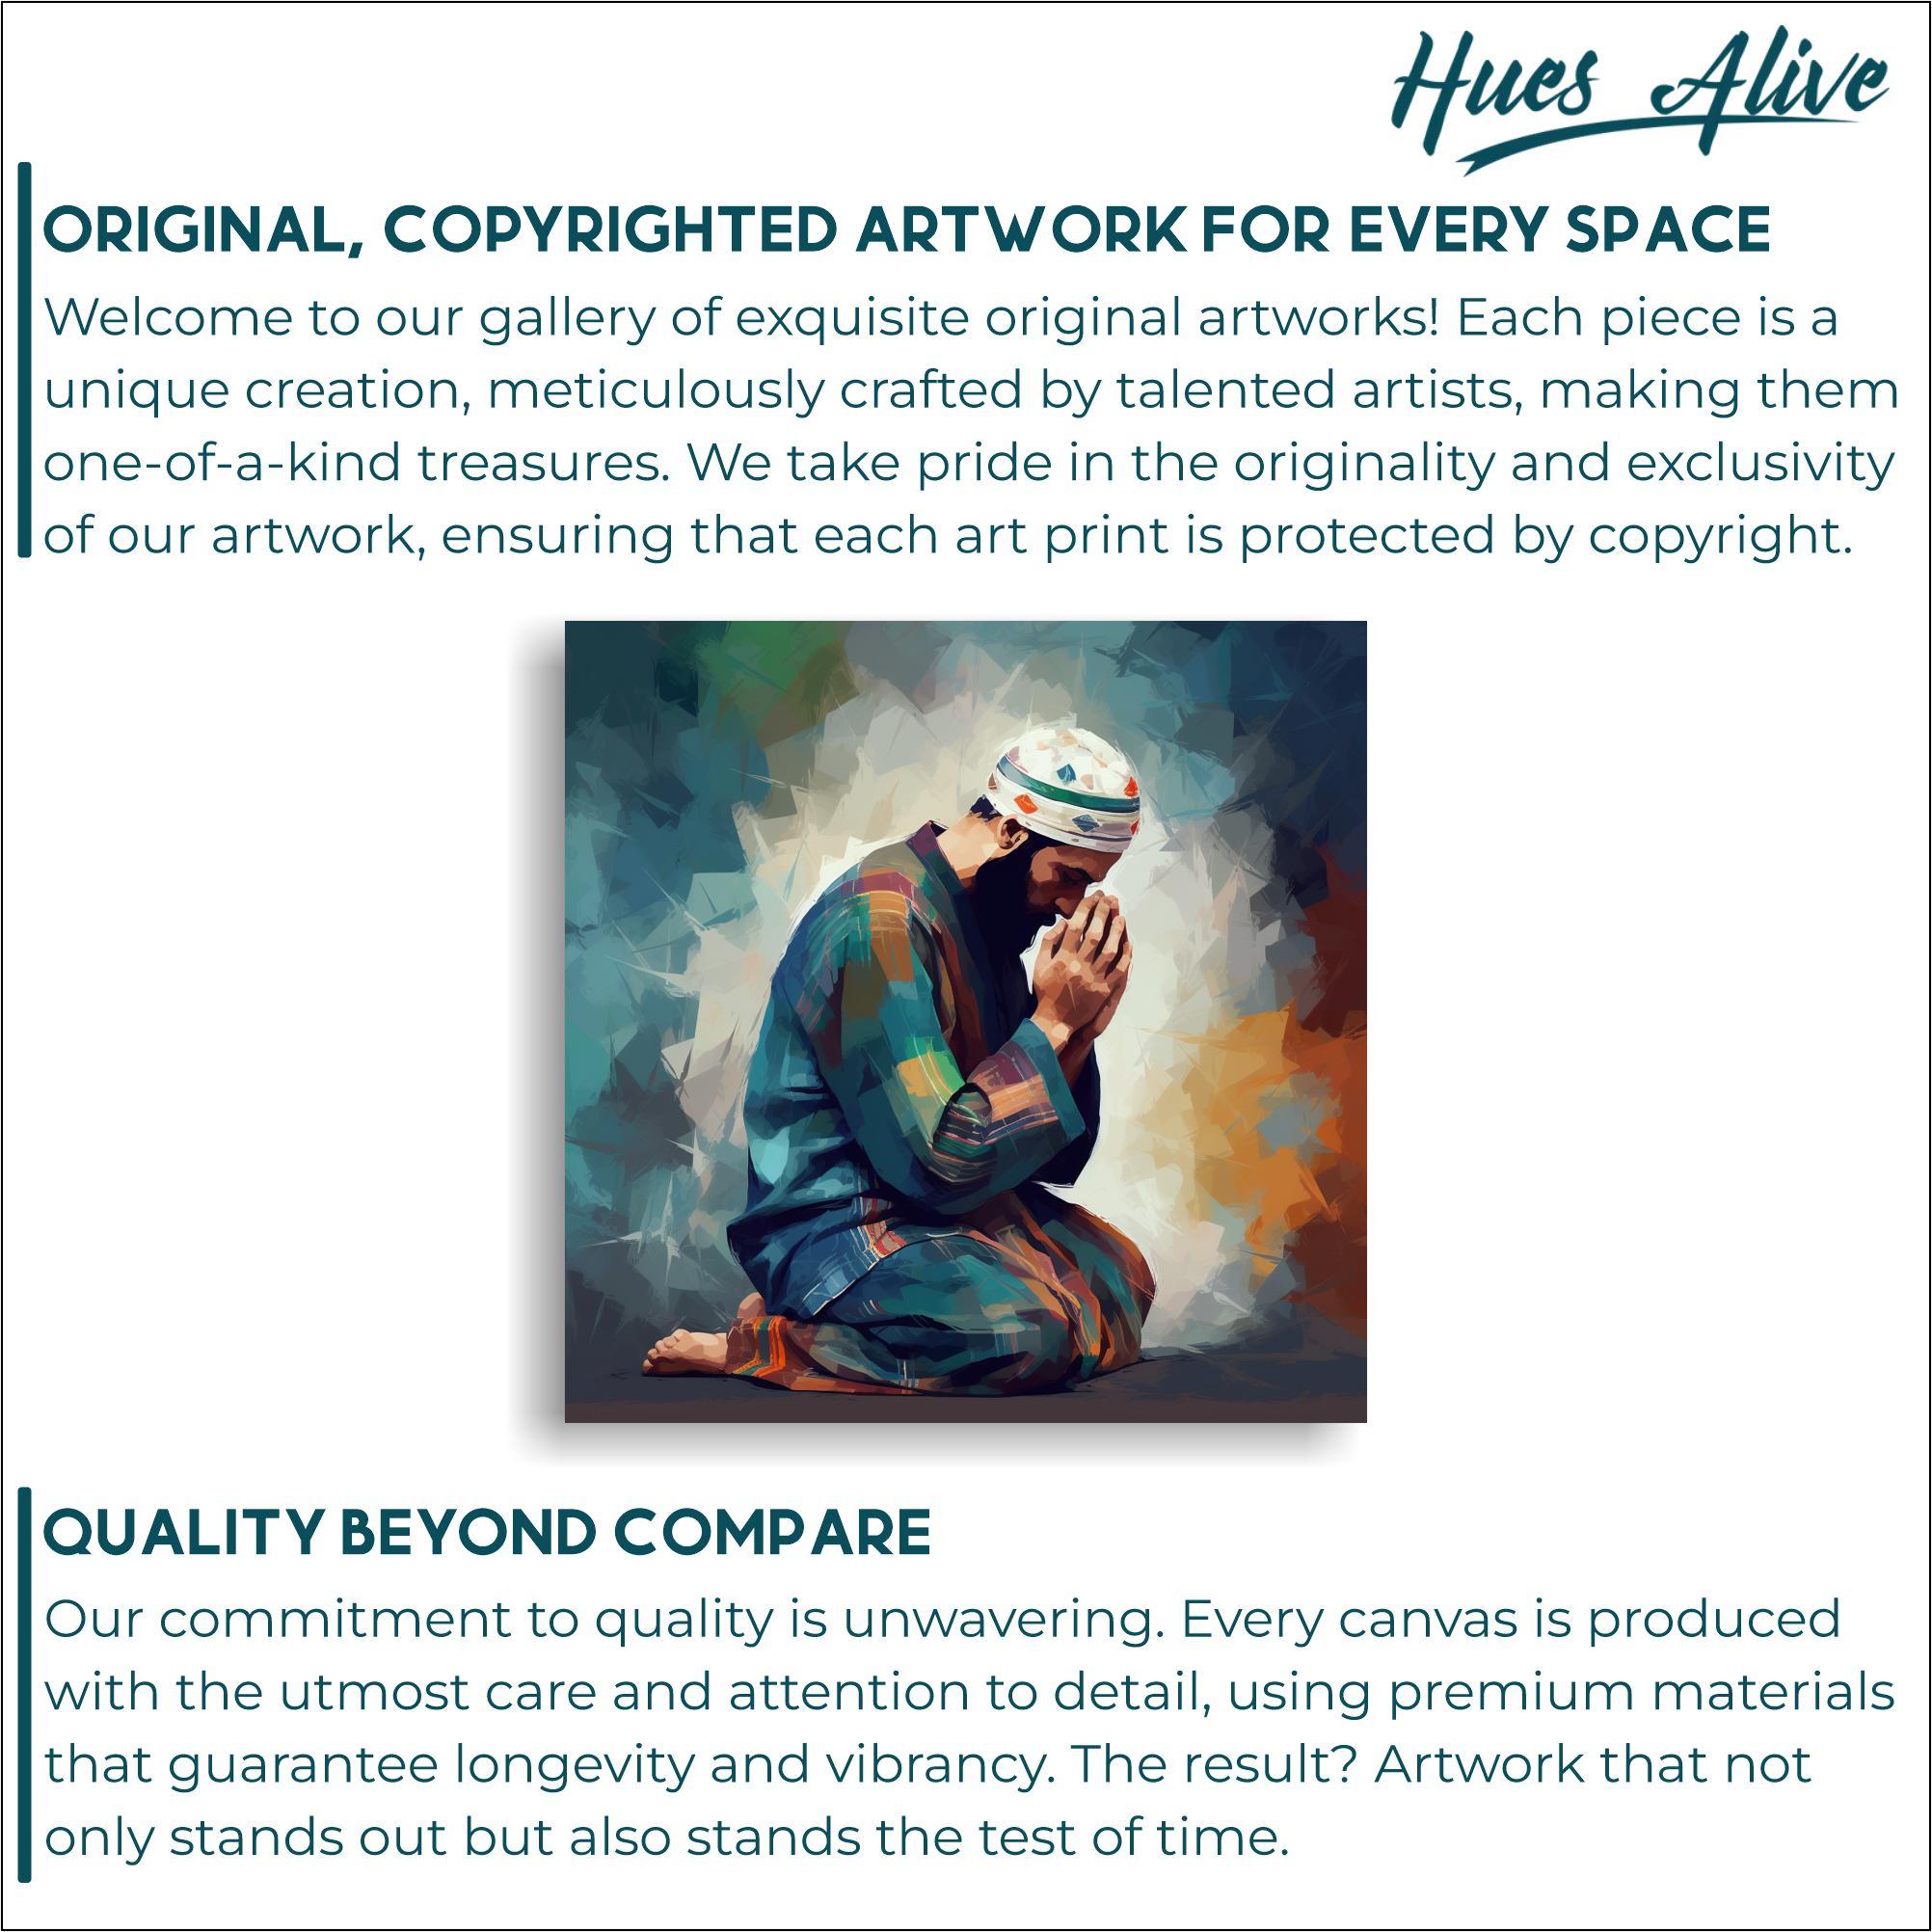 Hues Alive
ORIGINAL, COPYRIGHTED ARTWORK FOR EVERY SPACE
Welcome to our gallery of exquisite original artworks! Each piece is a
unique creation, meticulously crafted by talented artists, making them
one-of-a-kind treasures. We take pride in the originality and exclusivity
of our artwork, ensuring that each art print is protected by copyright.
QUALITY BEYOND COMPARE
Our commitment to quality is unwavering. Every canvas is produced
with the utmost care and attention to detail, using premium materials
that guarantee longevity and vibrancy. The result? Artwork that not
only stands out but also stands the test of time.